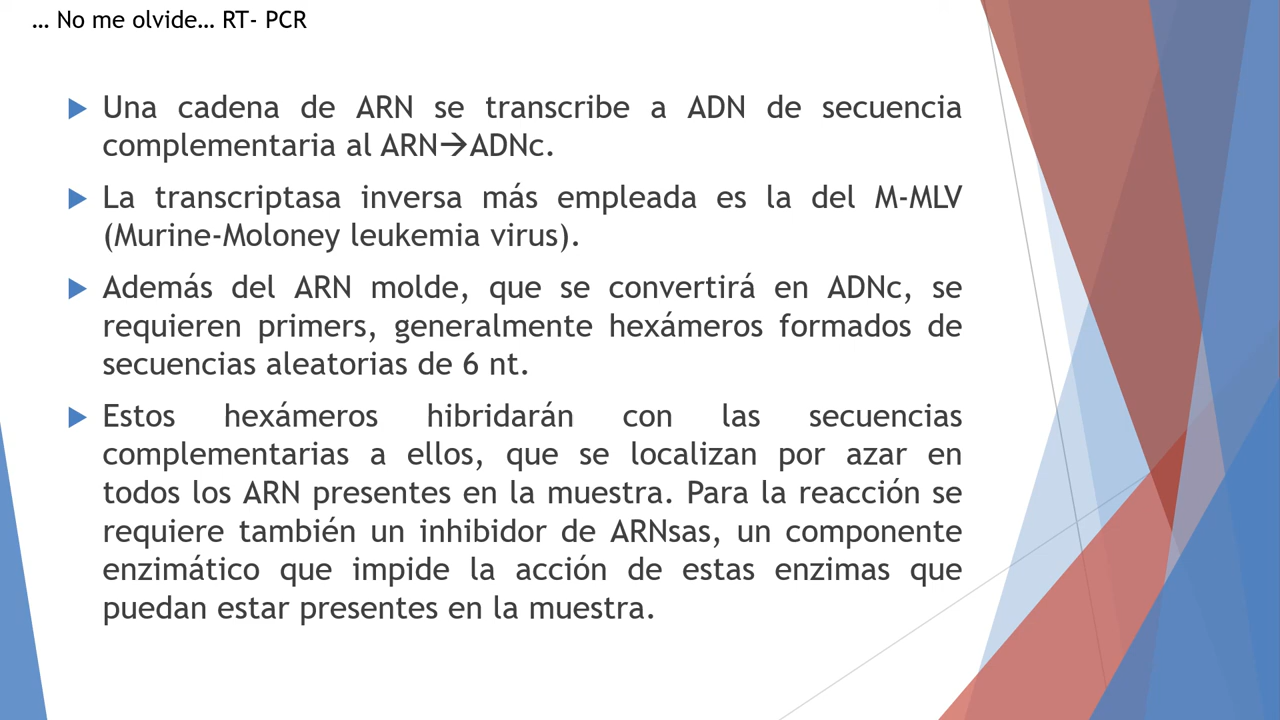 … No me olvide… RT- PCR
Una cadena de ARN se transcribe a ADN de secuencia
complementaria al ARN→ADNc.
La transcriptasa inversa más empleada es la del M-MLV
(Murine-Moloney leukemia virus).
Además del ARN molde, que se convertirá en ADNc, se
requieren primers, generalmente hexámeros formados de
secuencias aleatorias de 6 nt.
Estos hexámeros hibridarán con las secuencias
complementarias a ellos, que se localizan por azar en
todos los ARN presentes en la muestra. Para la reacción se
requiere también un inhibidor de ARNsas, un componente
enzimático que impide la acción de estas enzimas que
puedan estar presentes en la muestra.